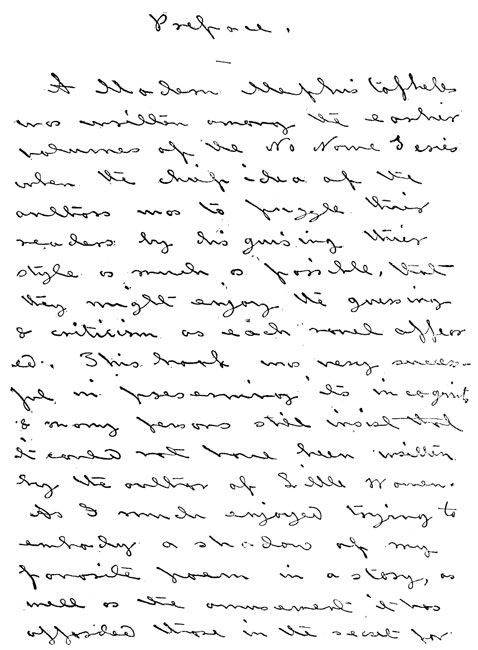 Preface.
A Modern Mephistopheles
was written among the earlier
volumes of the No Name Series
when the chief idea of the
authors was to puzzle their
readers by disguising their
style as much as possible, that
they might enjoy the guessing
& criticism as each novel appear
ed. This book was very success-
ful in preserving its incognito
& many persons still insist that
it could not have been written
by the author of Little Women.
As I much enjoyed trying to
embody a shadow of my
favorite poem in a story, as
well as the amusement it has
afforded those in the secret for